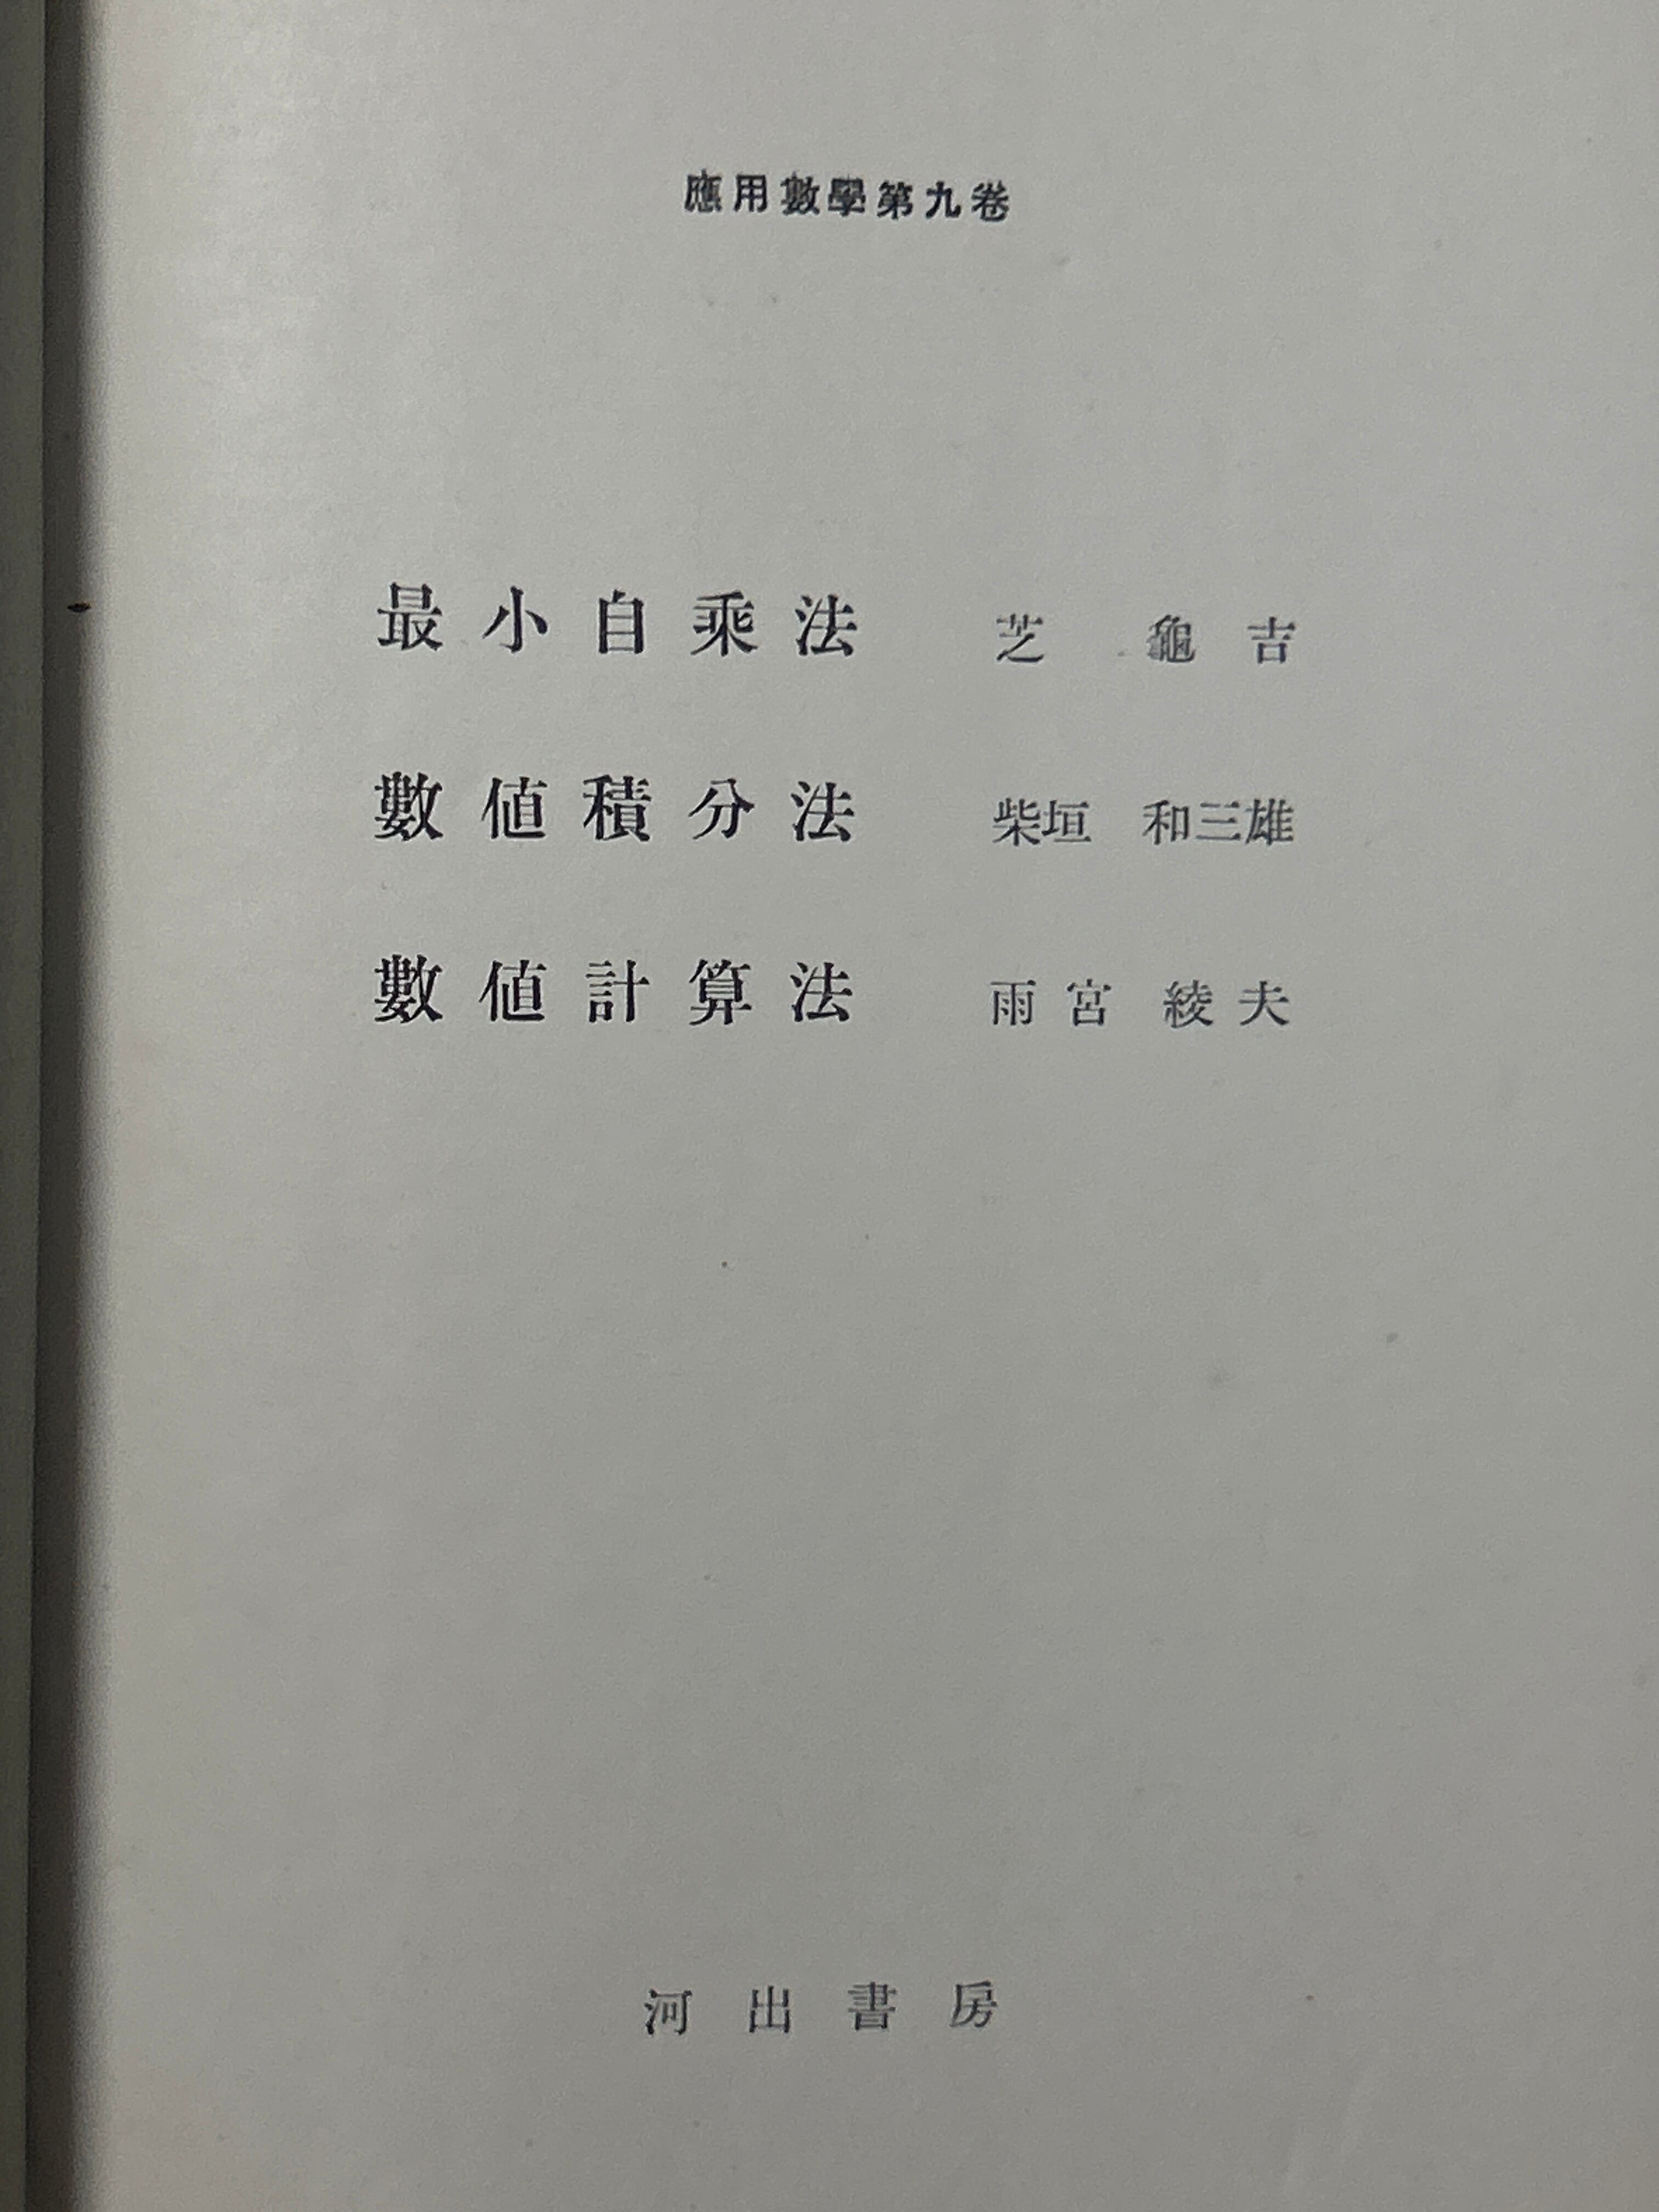 應用數學第九卷
最小自乘法 芝 龜吉
數値積分法 柴垣 和三雄
數値計算法 雨宮 綾夫
河出書房